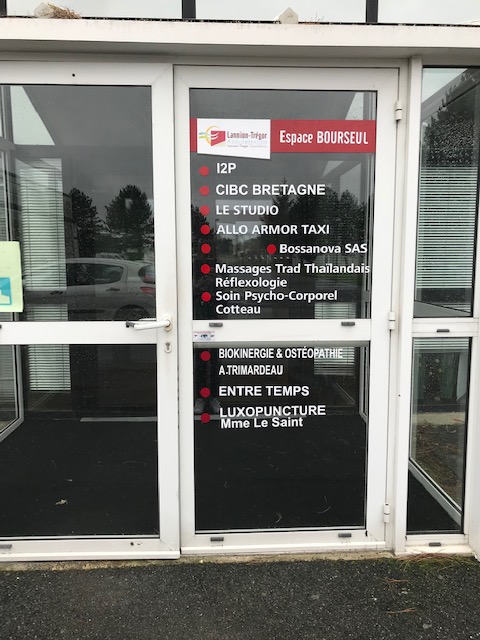 Lannion-Trégor
Espace BOURSEUL
I2P
CIBC BRETAGNE
LE STUDIO
ALLO ARMOR TAXI
Bossanova SAS
Massages Trad Thaïlandais
Réflexologie
Soin Psycho-Corporel
Cotteau
BIOKINERGIE & OSTÉOPATHIE
A.TRIMARDEAU
ENTRE TEMPS
LUXOPUNCTURE
Mme Le Saint